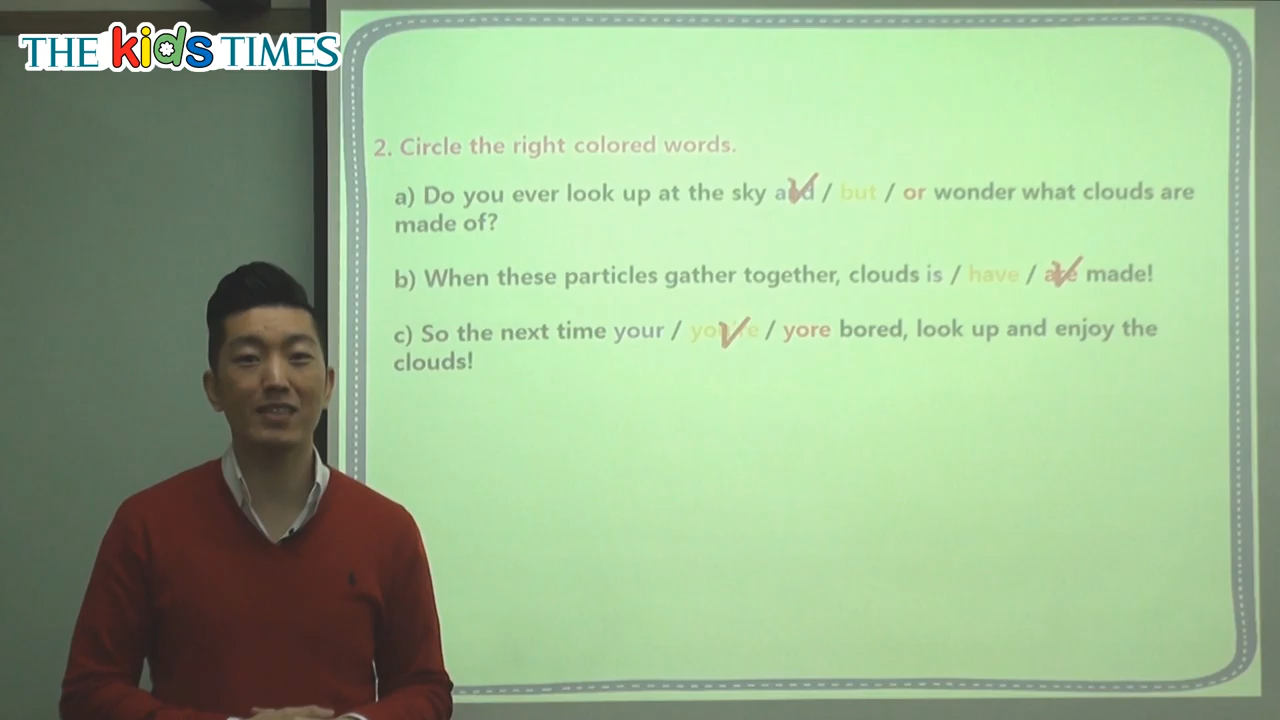 THE kids TIMES
2. Circle the right colored words.
a) Do you ever look up at the sky and / but / or wonder what clouds are
made of?
b) When these particles gather together, clouds is / have / are made!
c) So the next time your / you're / yore bored, look up and enjoy the
clouds!